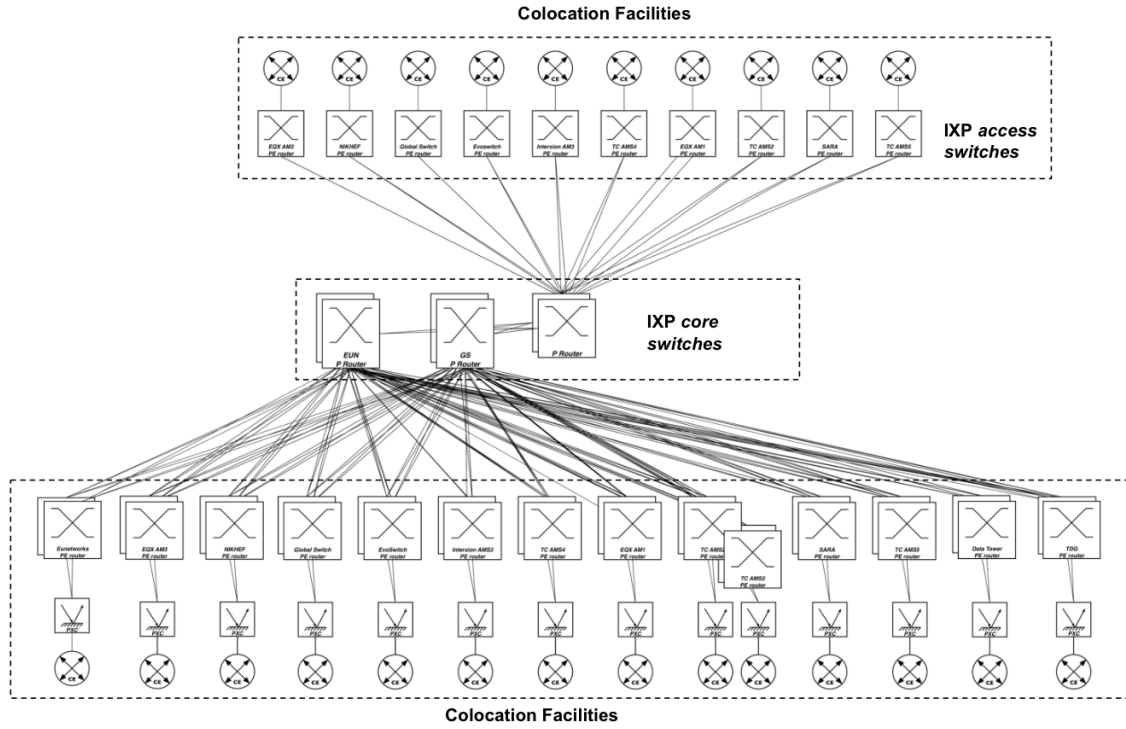 Colocation Facilities
CE CE CE CE CE CE CE CE CE CE
EQX AM3 PE router
NIKHEF PE router
Global Switch PE router
Evoswitch PE router
Interxion AM3 PE router
TC AMS4 PE router
EQX AM1 PE router
TC AMS2 PE router
SARA PE router
TC AMS5 PE router
IXP access
switches
EUN
P Router
GS
P Router
P Router
IXP core
switches
Eunetworks
PE router
EQX AM3
PE router
NIKHEF
PE router
Global Switch
PE router
EvoSwitch
PE router
Interxion AMS3
PE router
TC AMS4
PE router
EQX AM1
PE router
TC AMS2
PE router
TC AMS2
PE router
SARA
PE router
TC AMS5
PE router
Data Tower
PE router
TDG
PE router
PXC PXC PXC PXC PXC PXC PXC PXC PXC PXC PXC PXC PXC PXC
CE CE CE CE CE CE CE CE CE CE CE CE CE CE
Colocation Facilities